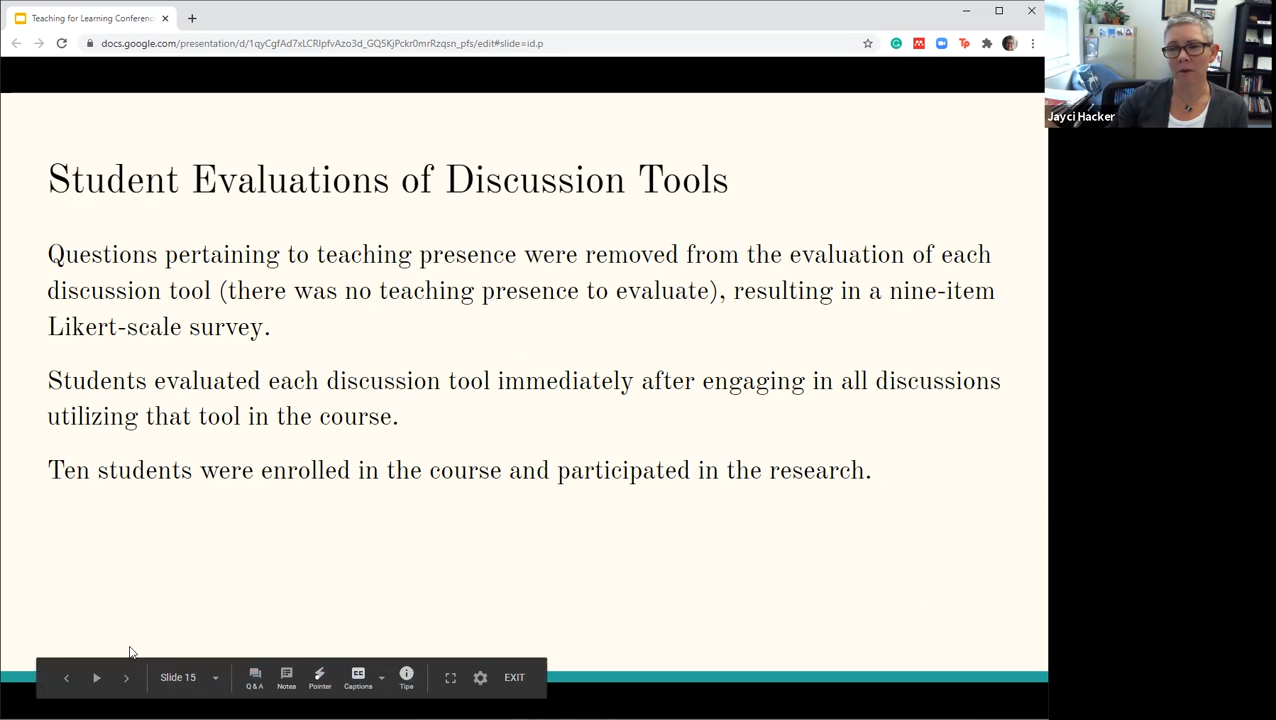 Teaching for Learning Conferenc
docs.google.com/presentation/d/1qyCgfAd7xLCRIpfvAzo3d_GQ5KjPckr0mrRzqsn_pfs/edit#slide=id.p
Jayci Hacker
Student Evaluations of Discussion Tools
Questions pertaining to teaching presence were removed from the evaluation of each
discussion tool (there was no teaching presence to evaluate), resulting in a nine-item
Likert-scale survey.
Students evaluated each discussion tool immediately after engaging in all discussions
utilizing that tool in the course.
Ten students were enrolled in the course and participated in the research.
Slide 15
Q & A
Notes
Pointer
CC
Captions
Tips
EXIT